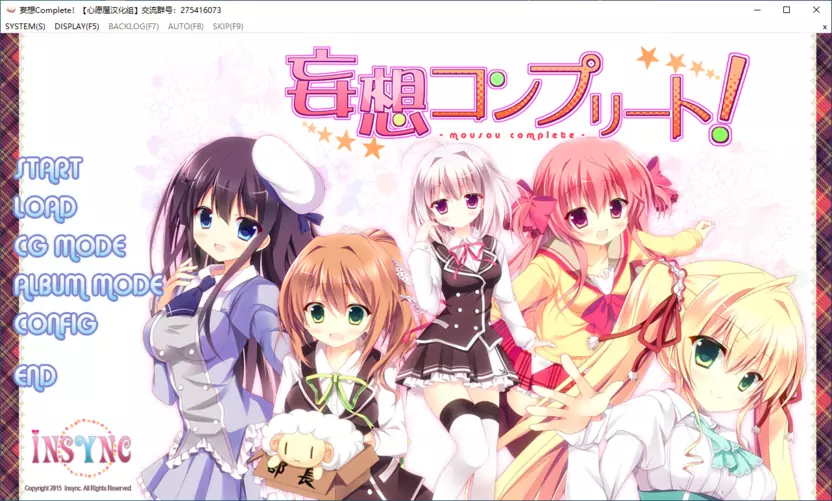 妄想Complete! 【心愿屋汉化组】交流群号: 275416073
SYSTEM(S) DISPLAY(F5) BACKLOG(F7) AUTO(F8) SKIP(F9)
妄想コンプリート!
- mousou complete -
START
LOAD
CG MODE
ALBUM MODE
CONFIG
END
部長
INSYNC
Copyright 2015 Insync. All Rights Reserved.